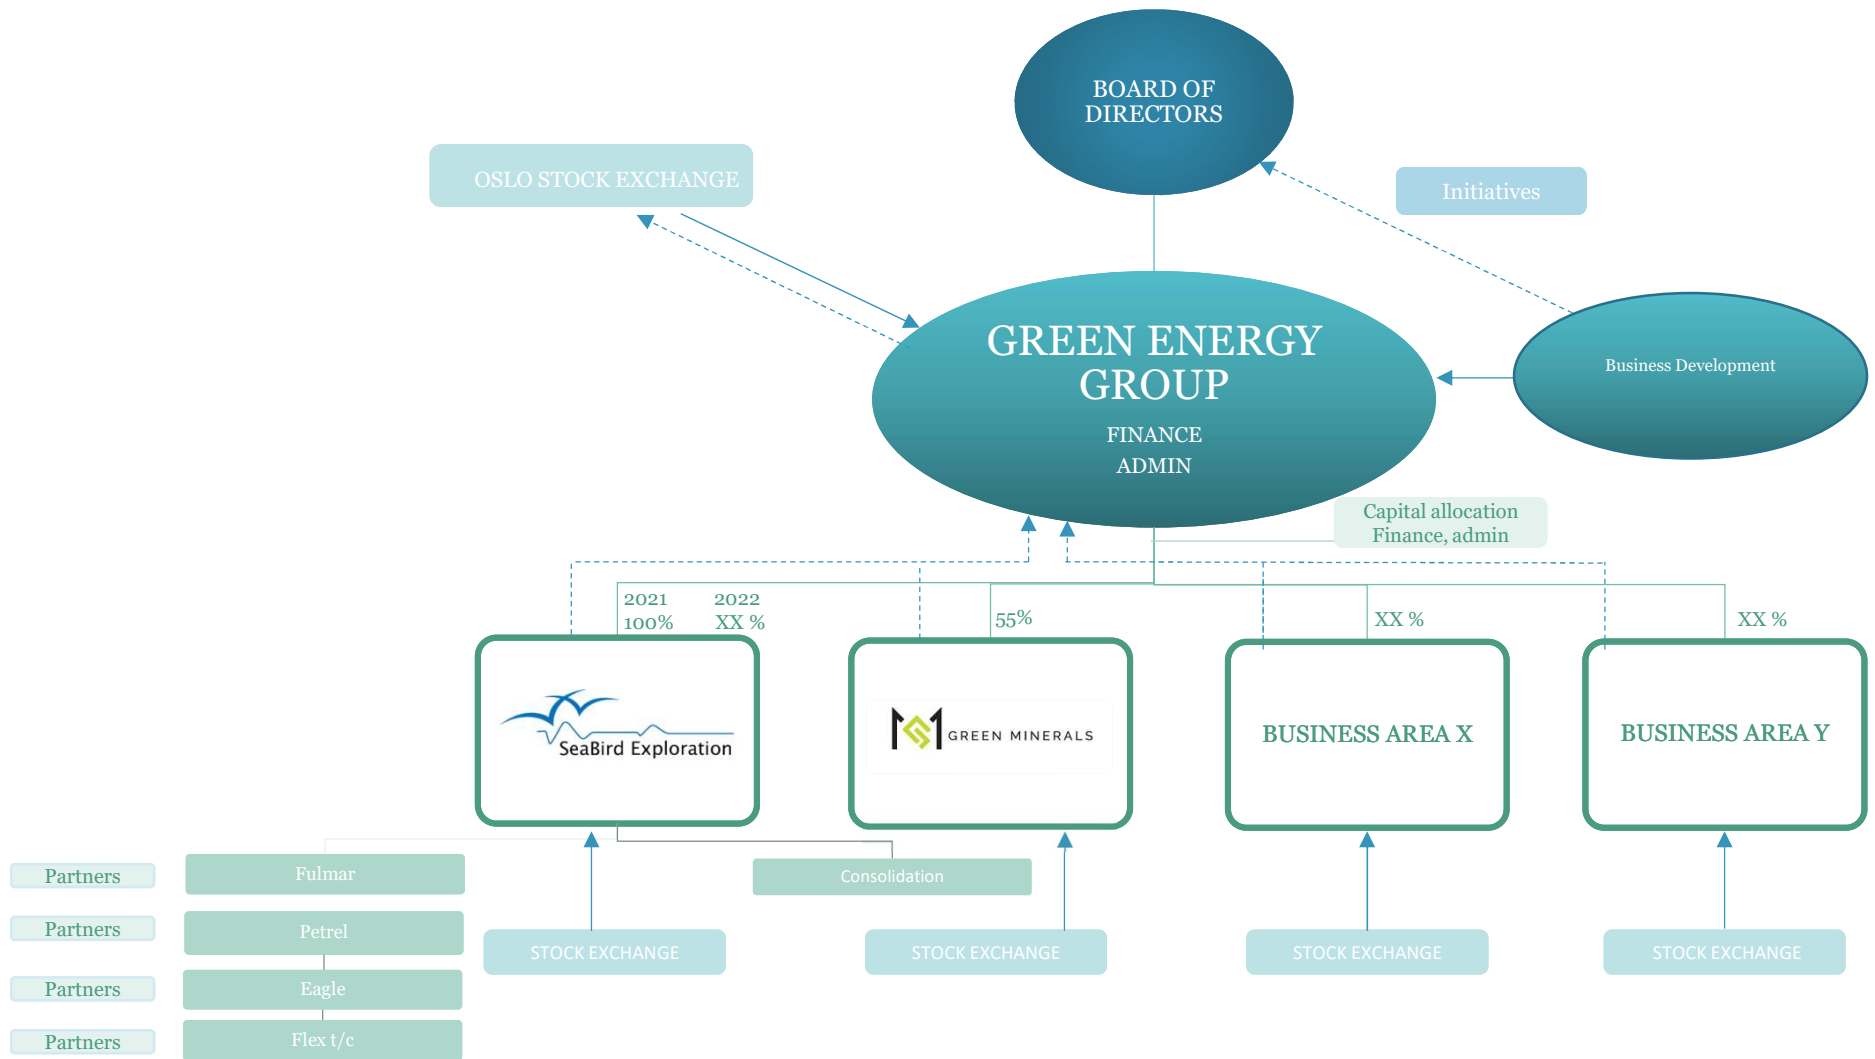 BOARD OF
DIRECTORS
OSLO STOCK EXCHANGE
Initiatives
GREEN ENERGY
GROUP
FINANCE
ADMIN
Business Development
Capital allocation
Finance, admin
2021 2022
100% XX %
55%
XX %
XX %
SeaBird Exploration
GREEN MINERALS
BUSINESS AREA X
BUSINESS AREA Y
Partners
Fulmar
Consolidation
Partners
Petrel
STOCK EXCHANGE
STOCK EXCHANGE
STOCK EXCHANGE
STOCK EXCHANGE
Partners
Eagle
Partners
Flex t/c